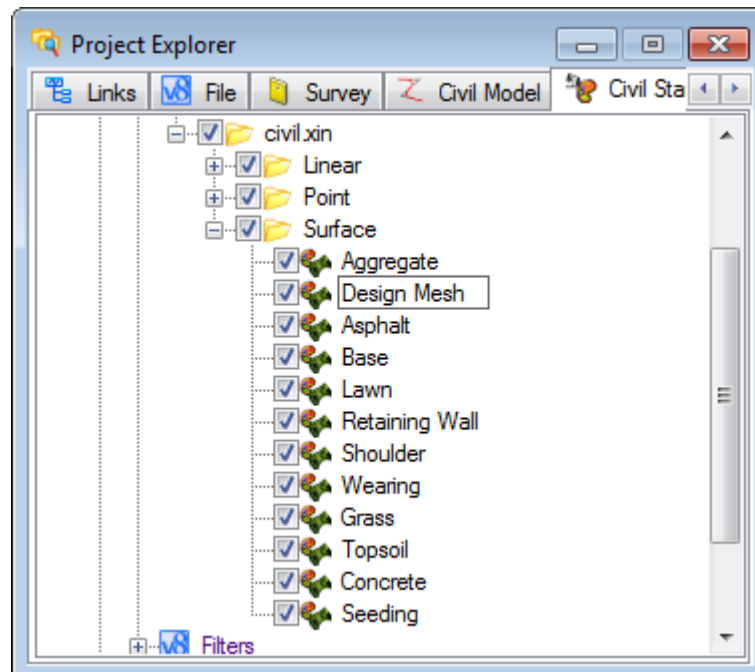 Project Explorer
Links File Survey Civil Model Civil Sta
civil.xin
Linear
Point
Surface
Aggregate
Design Mesh
Asphalt
Base
Lawn
Retaining Wall
Shoulder
Wearing
Grass
Topsoil
Concrete
Seeding
v8 Filters